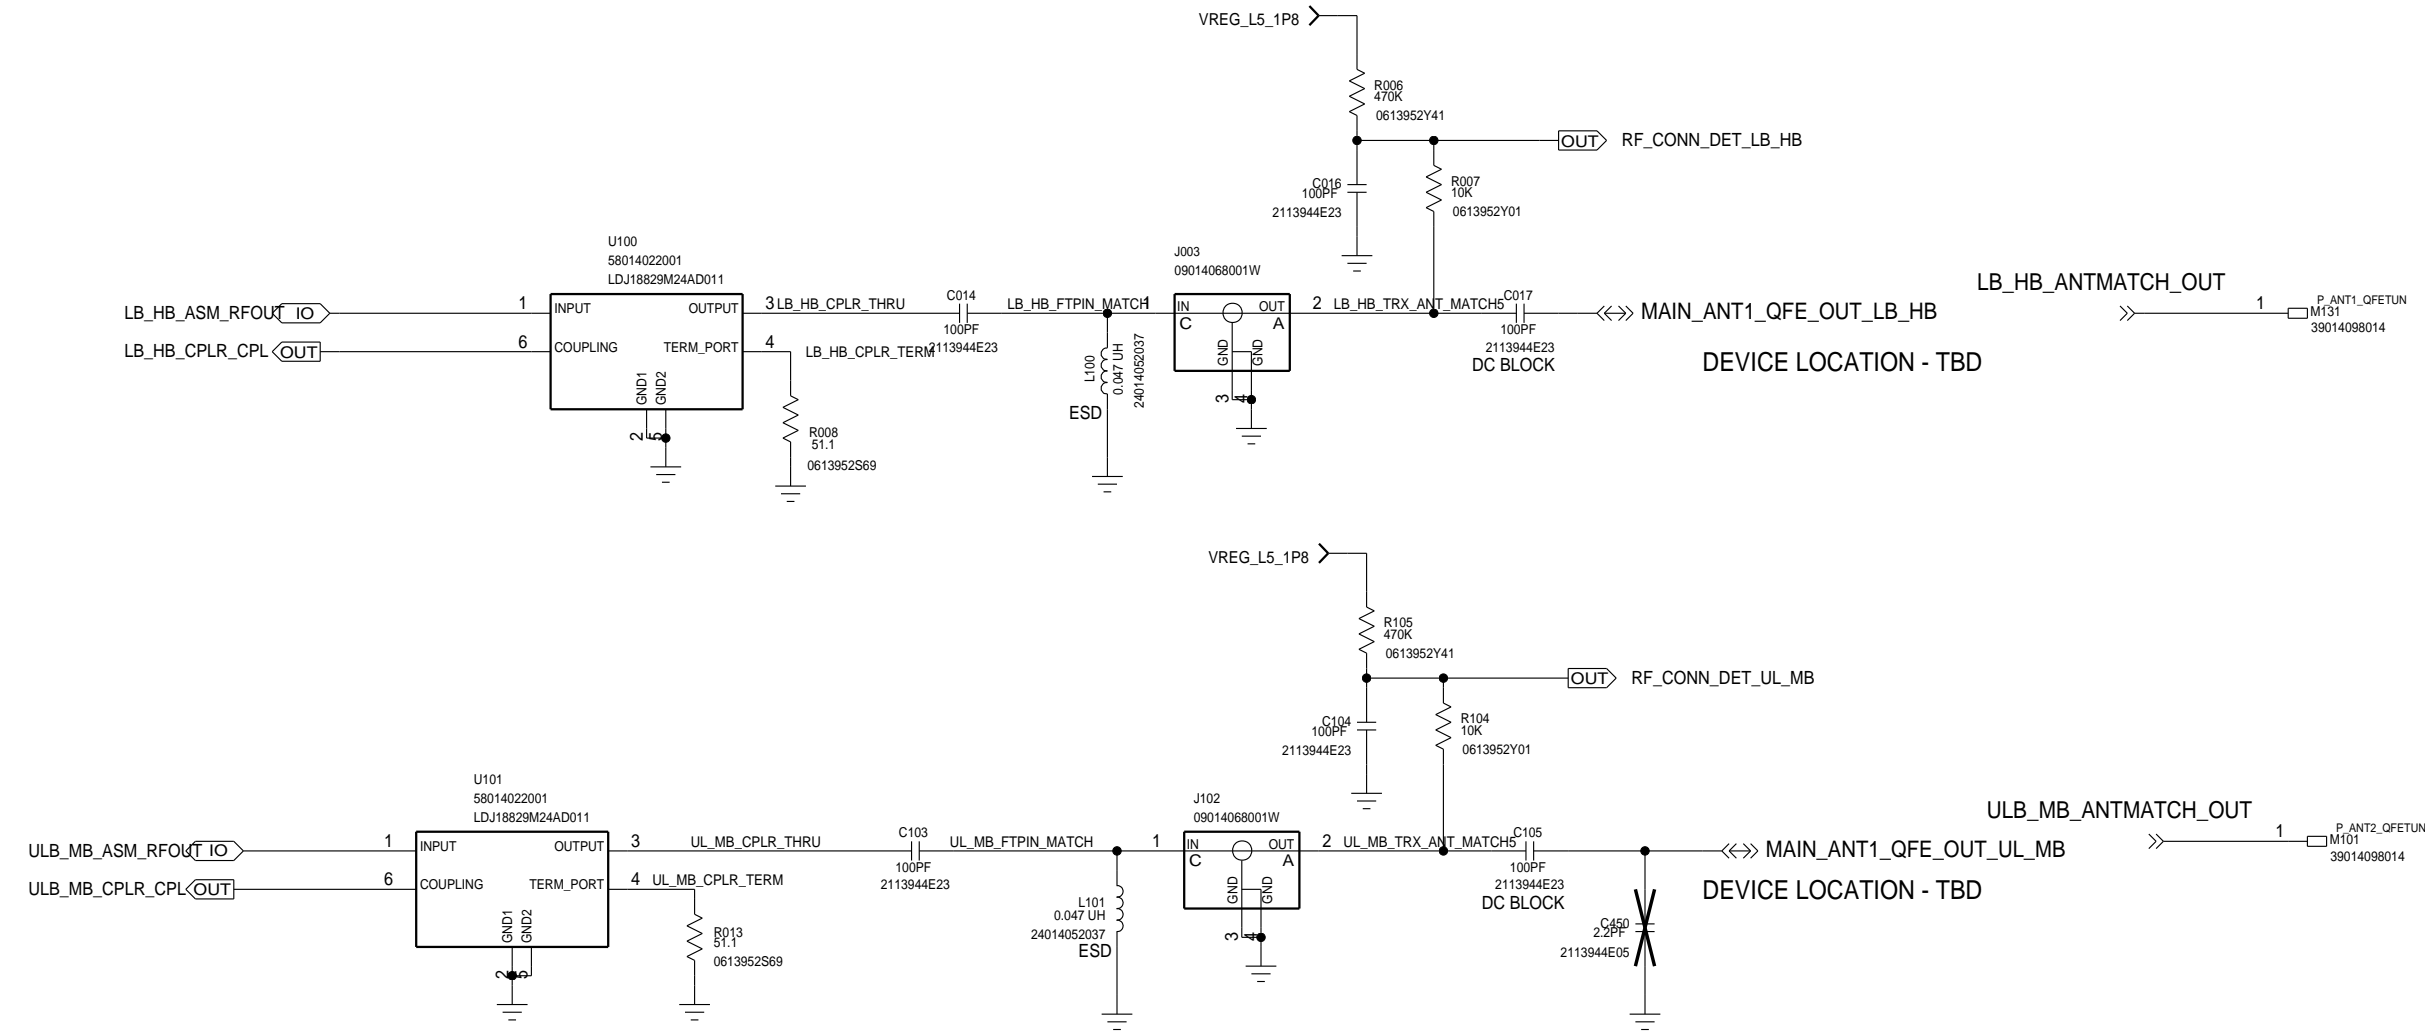 VREG_L5_1P8
R006
470K
0613952Y41
OUT RF_CONN_DET_LB_HB
C016
100PF
2113944E23
R007
10K
0613952Y01
U100
58014022001
LDJ18829M24AD011
J003
09014068001W
LB_HB_ANTMATCH_OUT
LB_HB_ASM_RFOUT IO
1
INPUT
OUTPUT
3
LB_HB_CPLR_THRU
C014
100PF
2113944E23
LB_HB_FTPIN_MATCH
1
IN
OUT
C
A
GND
GND
3
4
2
LB_HB_TRX_ANT_MATCH5
C017
100PF
2113944E23
DC BLOCK
MAIN_ANT1_QFE_OUT_LB_HB
DEVICE LOCATION - TBD
1
P_ANT1_QFETUN
M131
39014098014
LB_HB_CPLR_CPL OUT
6
COUPLING
TERM_PORT
4
LB_HB_CPLR_TERM
GND1
GND2
2
5
R008
51.1
0613952S69
L100
0.047 UH
24014052037
ESD
VREG_L5_1P8
R105
470K
0613952Y41
OUT RF_CONN_DET_UL_MB
C104
100PF
2113944E23
R104
10K
0613952Y01
U101
58014022001
LDJ18829M24AD011
J102
09014068001W
ULB_MB_ANTMATCH_OUT
ULB_MB_ASM_RFOUT IO
1
INPUT
OUTPUT
3
UL_MB_CPLR_THRU
C103
100PF
2113944E23
UL_MB_FTPIN_MATCH
1
IN
OUT
C
A
GND
GND
3
4
2
UL_MB_TRX_ANT_MATCH5
C105
100PF
2113944E23
DC BLOCK
MAIN_ANT1_QFE_OUT_UL_MB
DEVICE LOCATION - TBD
1
P_ANT2_QFETUN
M101
39014098014
ULB_MB_CPLR_CPL OUT
6
COUPLING
TERM_PORT
4
UL_MB_CPLR_TERM
GND1
GND2
2
5
R013
51.1
0613952S69
L101
0.047 UH
24014052037
ESD
C450
2.2PF
2113944E05